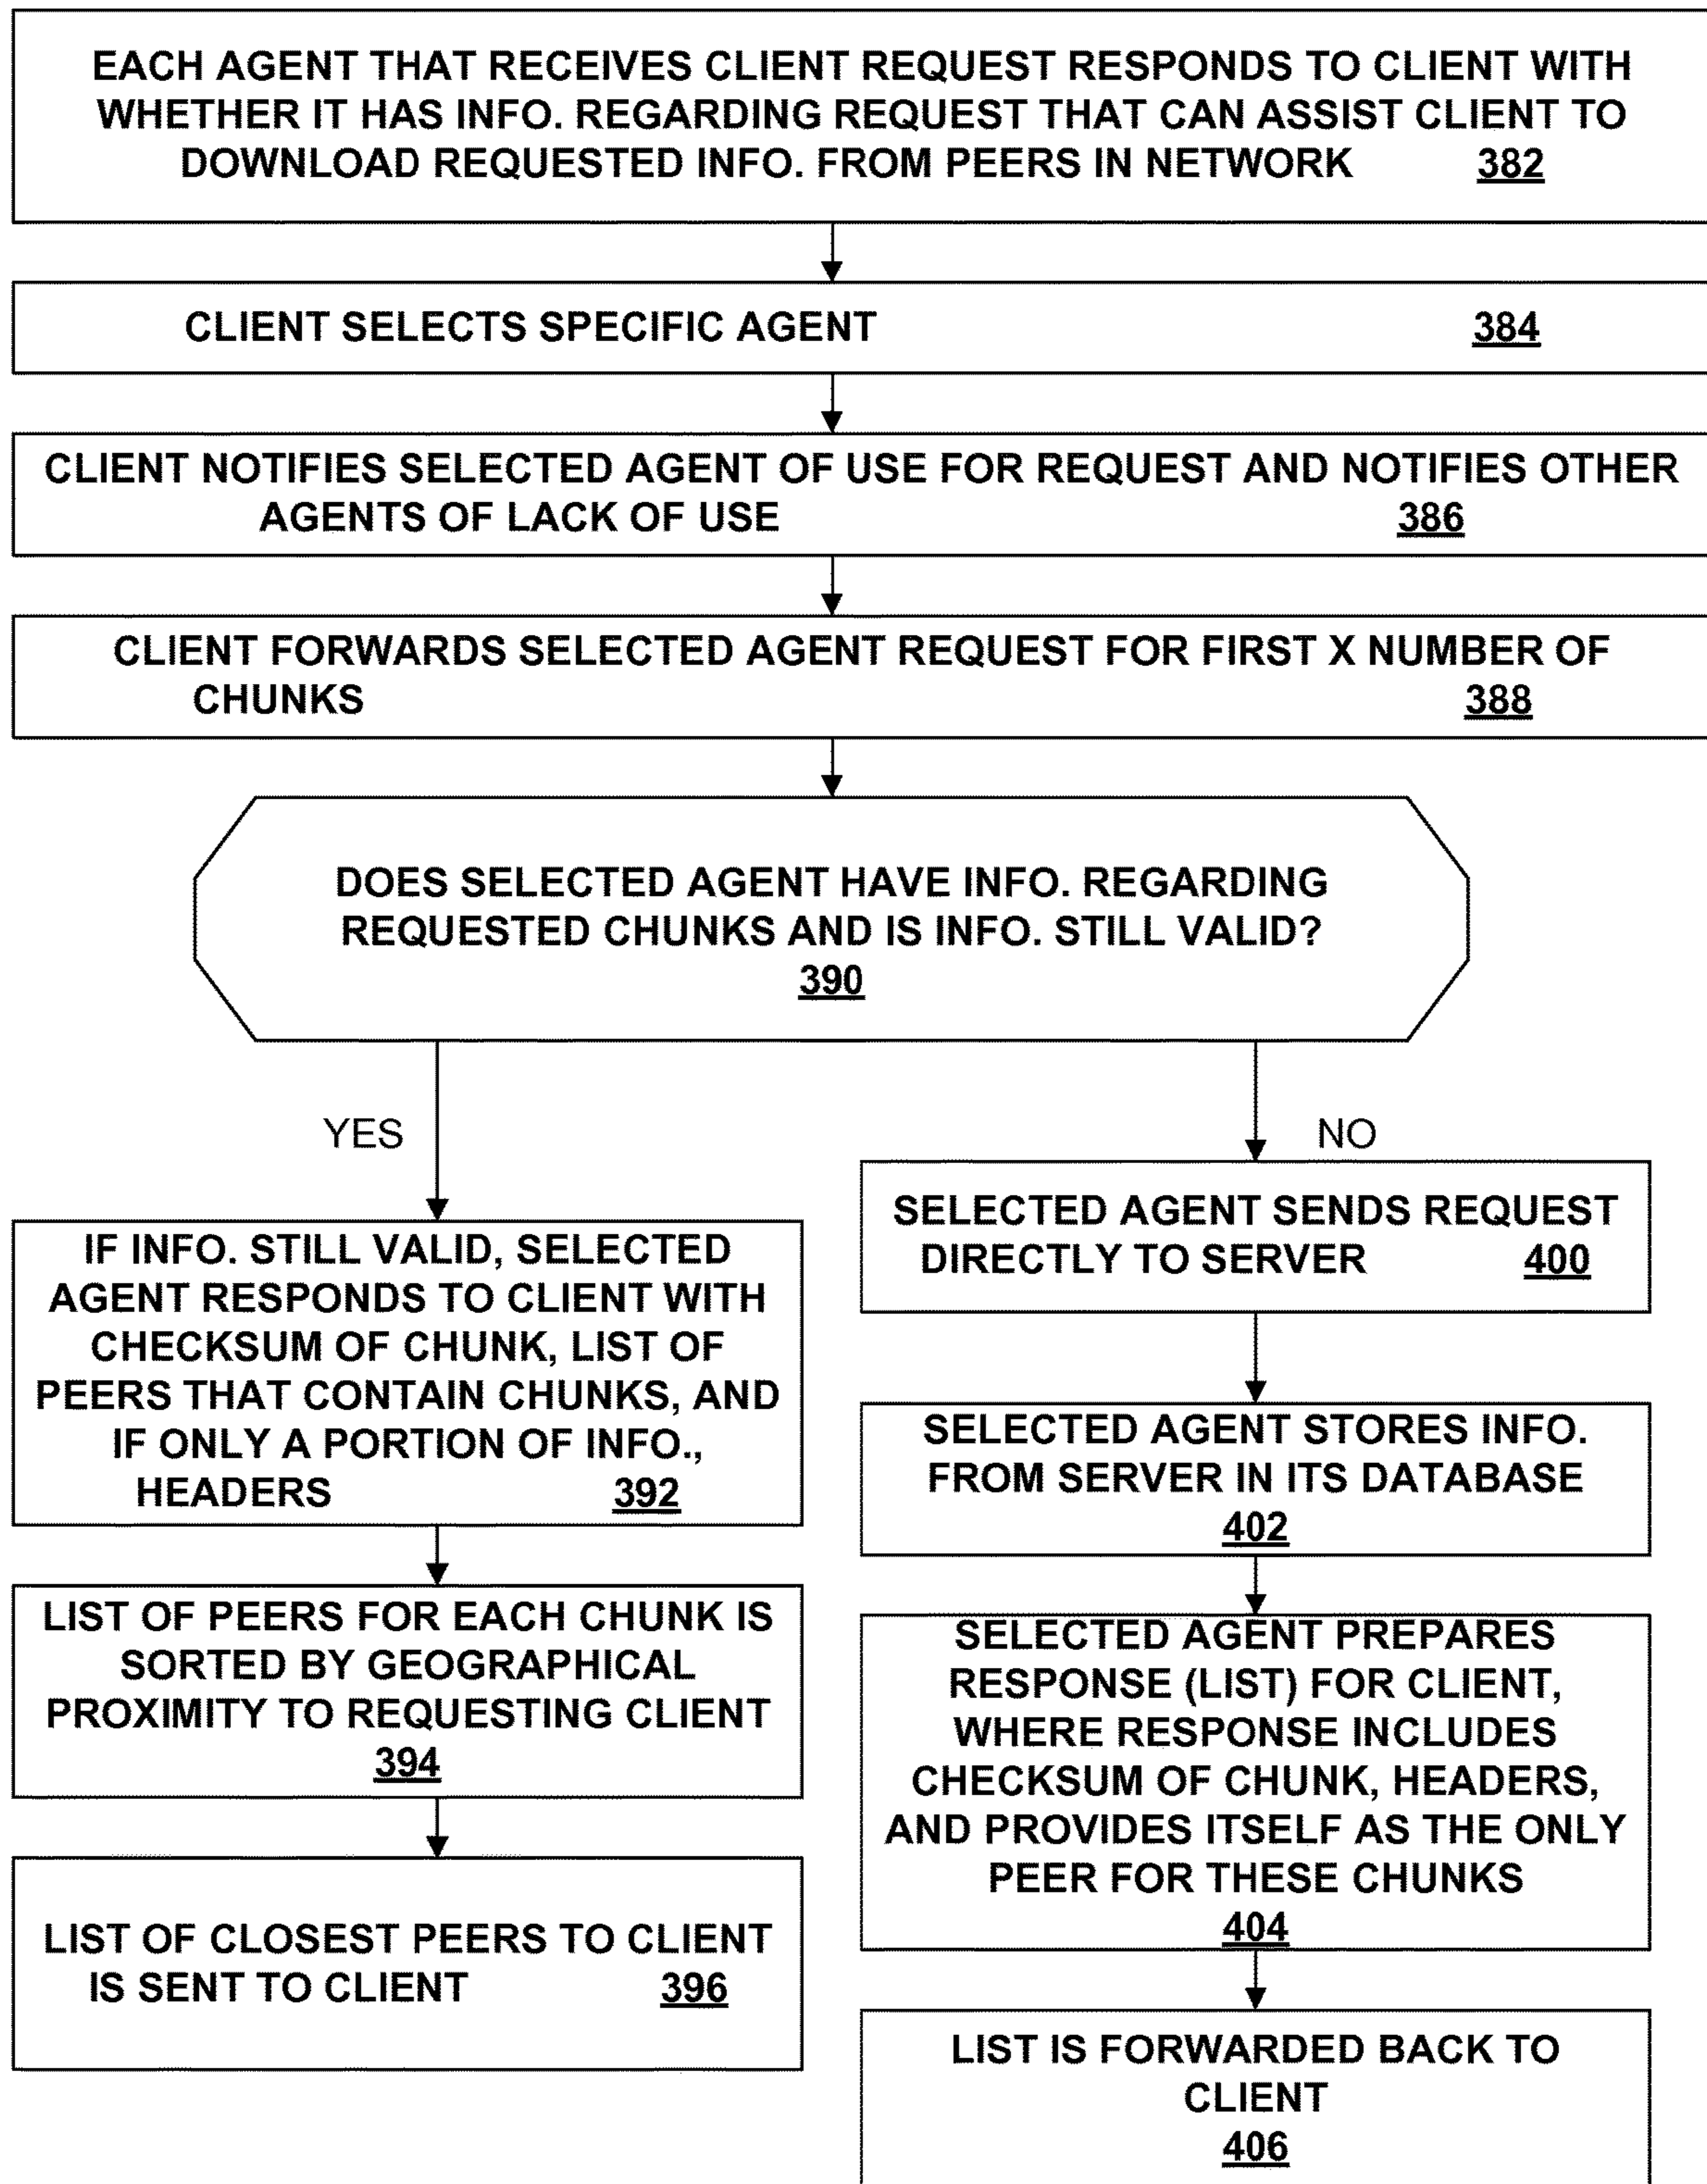 EACH AGENT THAT RECEIVES CLIENT REQUEST RESPONDS TO CLIENT WITH
WHETHER IT HAS INFO. REGARDING REQUEST THAT CAN ASSIST CLIENT TO
DOWNLOAD REQUESTED INFO. FROM PEERS IN NETWORK 382
CLIENT SELECTS SPECIFIC AGENT 384
CLIENT NOTIFIES SELECTED AGENT OF USE FOR REQUEST AND NOTIFIES OTHER
AGENTS OF LACK OF USE 386
CLIENT FORWARDS SELECTED AGENT REQUEST FOR FIRST X NUMBER OF
CHUNKS 388
DOES SELECTED AGENT HAVE INFO. REGARDING
REQUESTED CHUNKS AND IS INFO. STILL VALID?
390
YES
IF INFO. STILL VALID, SELECTED
AGENT RESPONDS TO CLIENT WITH
CHECKSUM OF CHUNK, LIST OF
PEERS THAT CONTAIN CHUNKS, AND
IF ONLY A PORTION OF INFO.,
HEADERS 392
LIST OF PEERS FOR EACH CHUNK IS
SORTED BY GEOGRAPHICAL
PROXIMITY TO REQUESTING CLIENT
394
LIST OF CLOSEST PEERS TO CLIENT
IS SENT TO CLIENT 396
NO
SELECTED AGENT SENDS REQUEST
DIRECTLY TO SERVER 400
SELECTED AGENT STORES INFO.
FROM SERVER IN ITS DATABASE
402
SELECTED AGENT PREPARES
RESPONSE (LIST) FOR CLIENT,
WHERE RESPONSE INCLUDES
CHECKSUM OF CHUNK, HEADERS,
AND PROVIDES ITSELF AS THE ONLY
PEER FOR THESE CHUNKS
404
LIST IS FORWARDED BACK TO
CLIENT
406